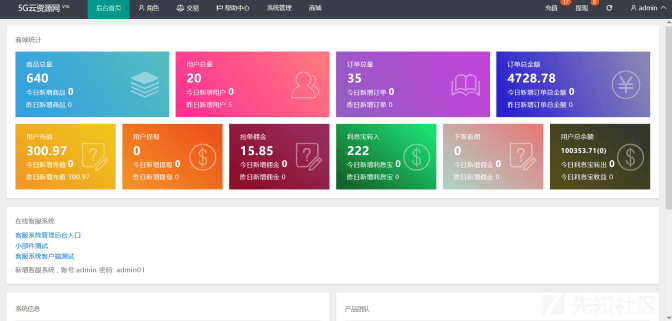 5G云资源网 V10 后台首页 角色 交易 帮助中心 系统管理 商城 充值 17 提现 0 admin
商城统计
商品总量 用户总量 订单总量 订单总金额
640 20 35 4728.78
今日新增商品 0 今日新增用户 0 今日新增订单 0 今日新增订单总金额 0
昨日新增商品 0 昨日新增用户 5 昨日新增订单 0 昨日新增订单总金额 0
用户充值 用户提现 抢单佣金 利息宝转入 下级返佣 用户总余额
300.97 0 15.85 222 0 100353.71(0)
今日新增充值 0 今日新增提现 0 今日新增佣金 0 今日新增利息宝 0 今日新增佣金 0 今日利息宝转出 0
昨日新增充值 300.97 昨日新增提现 0 昨日新增佣金 0 昨日新增利息宝 0 昨日新增佣金 0 今日利息宝收益 0
在线客服系统
客服系统管理后台入口
小部件测试
客服系统客户端测试
新增客服系统，账号:admin 密码: admin01
系统信息 产品团队
先知社区